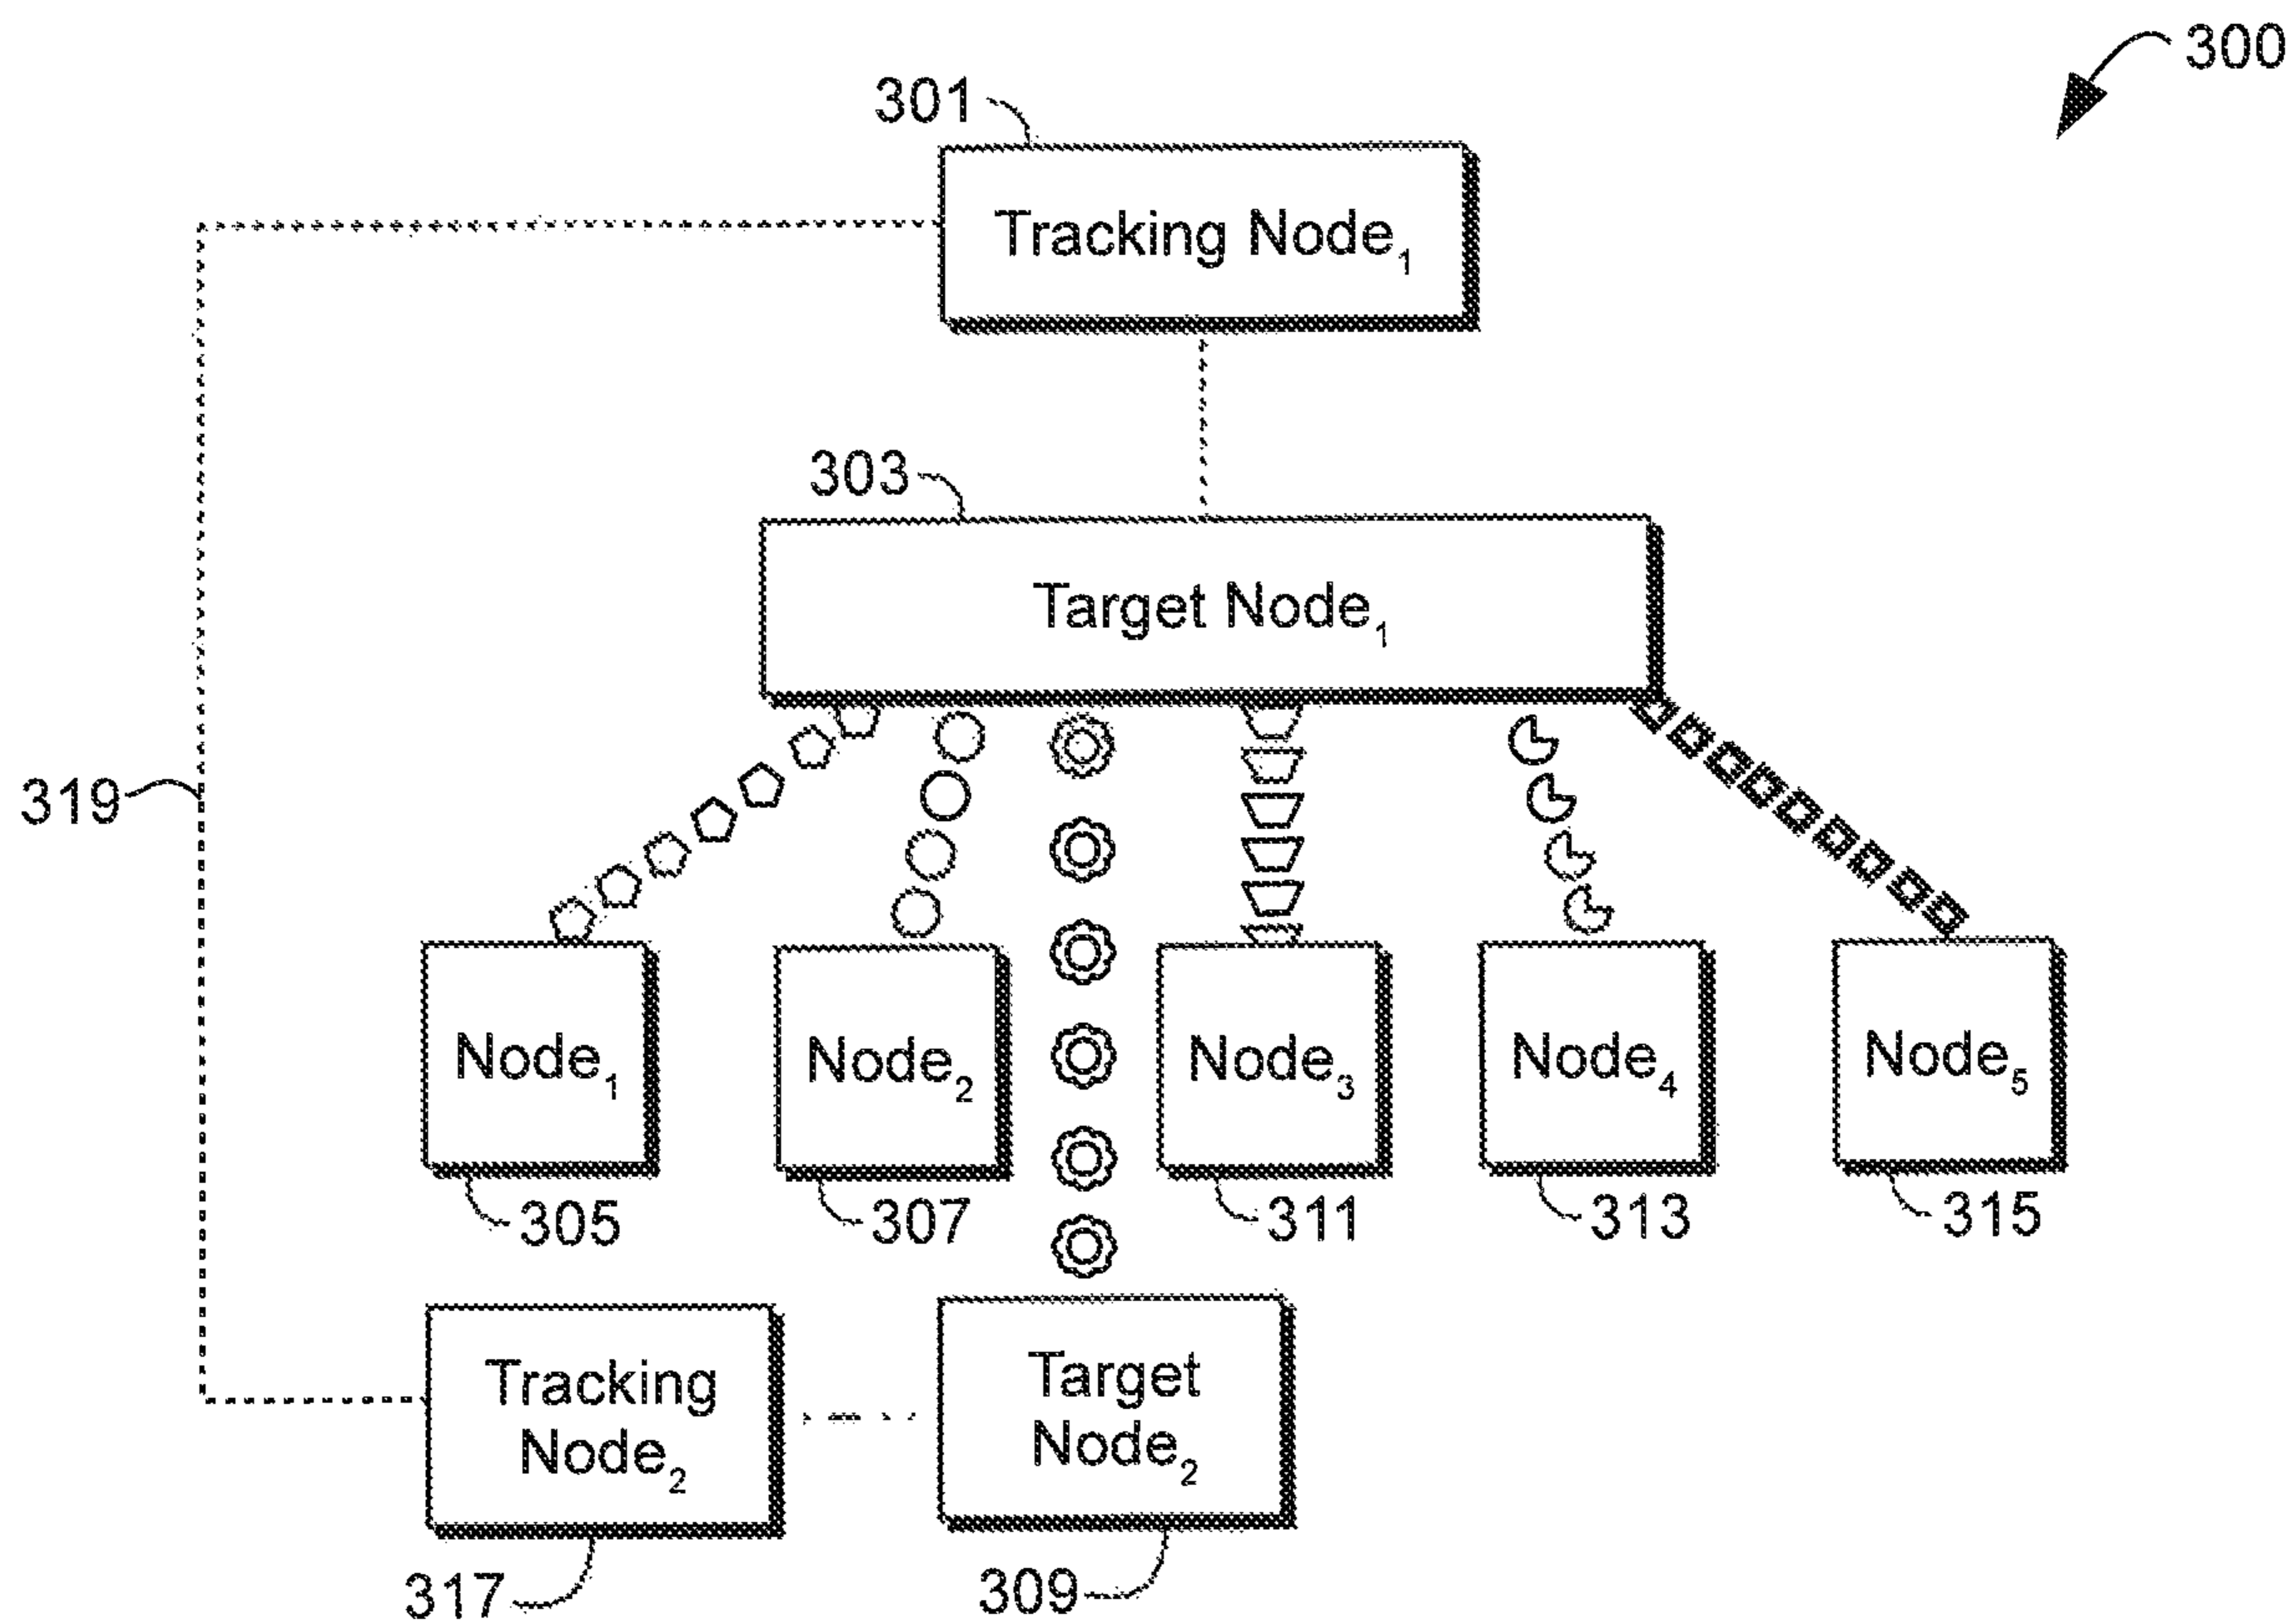 300
301
Tracking Node₁
303
Target Node₁
319
Node₁
Node₂
Node₃
Node₄
Node₅
305
307
311
313
315
Tracking
Node₂
Target
Node₂
317
309